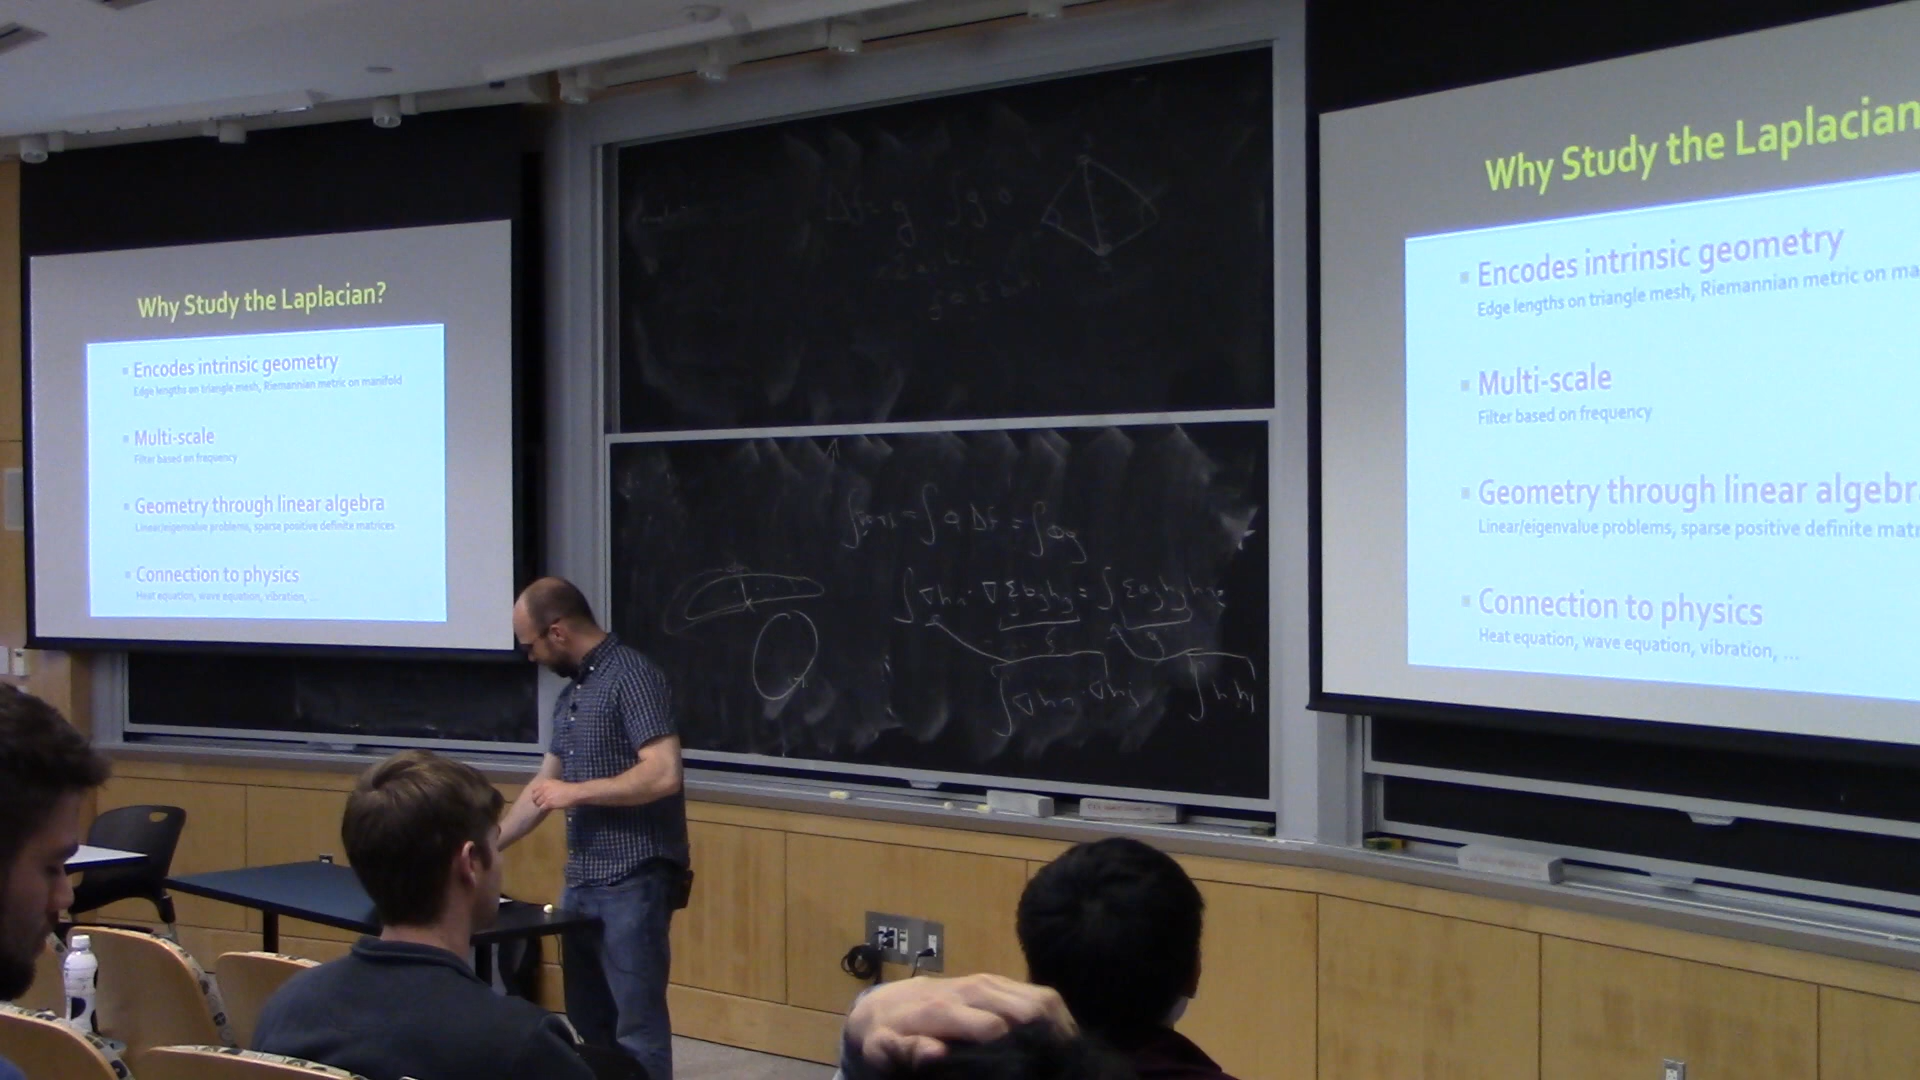 Why Study the Laplacian?
Encodes intrinsic geometry
Edge lengths on triangle mesh, Riemannian metric on manifold
Multi-scale
Filter based on frequency
Geometry through linear algebra
Linear/eigenvalue problems, sparse positive definite matrices
Connection to physics
Heat equation, wave equation, vibration, ...
∫ φ Δf = ∫ φg
∫∇h
Why Study the Laplacian
Encodes intrinsic geometry
Edge lengths on triangle mesh, Riemannian metric on ma
Multi-scale
Filter based on frequency
Geometry through linear algebr
Linear/eigenvalue problems, sparse positive definite matr
Connection to physics
Heat equation, wave equation, vibration, ...